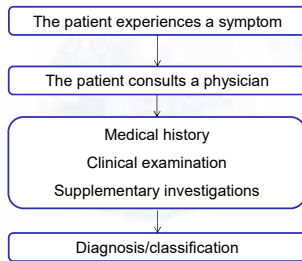 The patient experiences a symptom
The patient consults a physician
Medical history
Clinical examination
Supplementary investigations
Diagnosis/classification